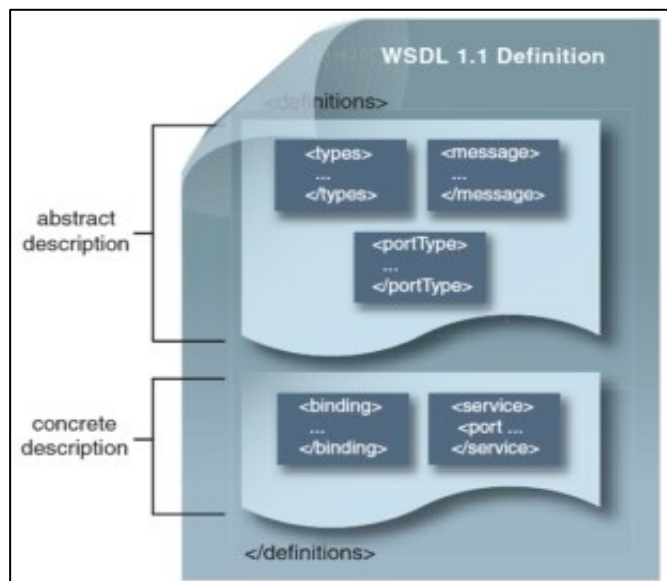 WSDL 1.1 Definition
<definitions>
abstract
description
<types>
...
</types>
<message>
...
</message>
<portType>
...
</portType>
concrete
description
<binding>
...
</binding>
<service>
<port ...
</service>
</definitions>